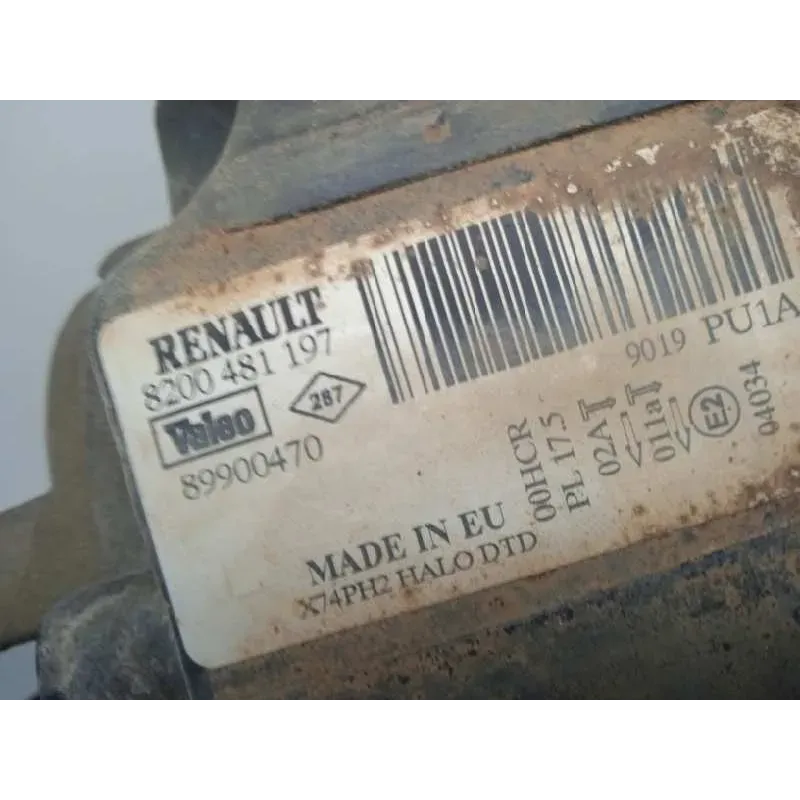 RENAULT
8200 481 197
Valeo
287
89900470
MADE IN EU
X74PH2 HALO DTD
9019 PU1A
00HCR
PL 175
02A
011a
E2
04034